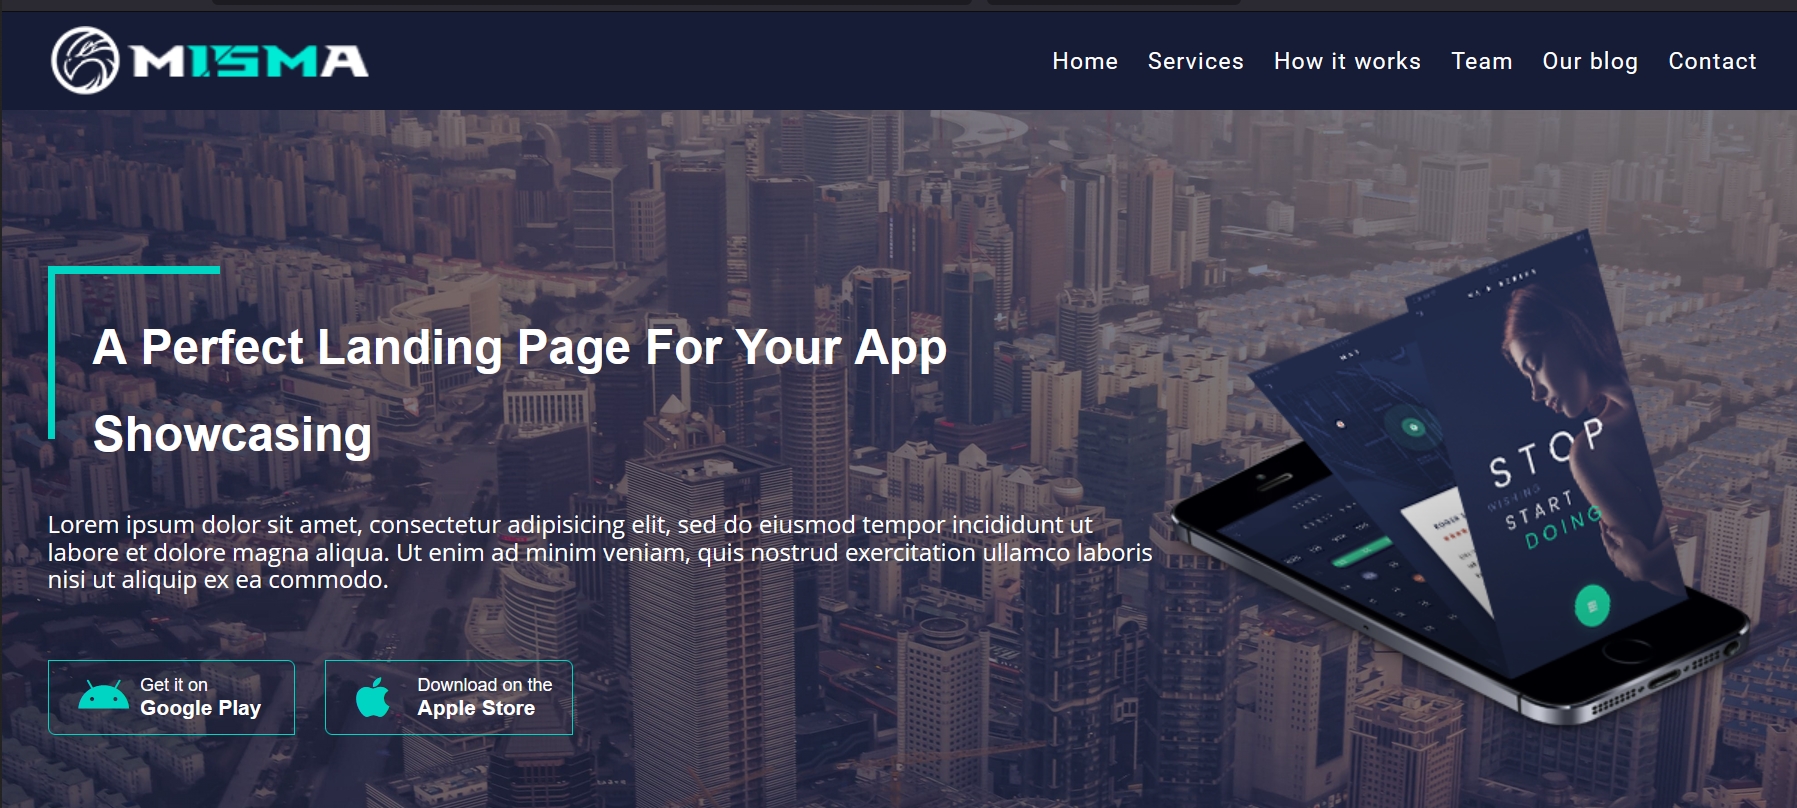 MISMA
Home Services How it works Team Our blog Contact
A Perfect Landing Page For Your App
Showcasing
Lorem ipsum dolor sit amet, consectetur adipisicing elit, sed do eiusmod tempor incididunt ut
labore et dolore magna aliqua. Ut enim ad minim veniam, quis nostrud exercitation ullamco laboris
nisi ut aliquip ex ea commodo.
Get it on
Google Play
Download on the
Apple Store
STOP
WISHING
START
DOING